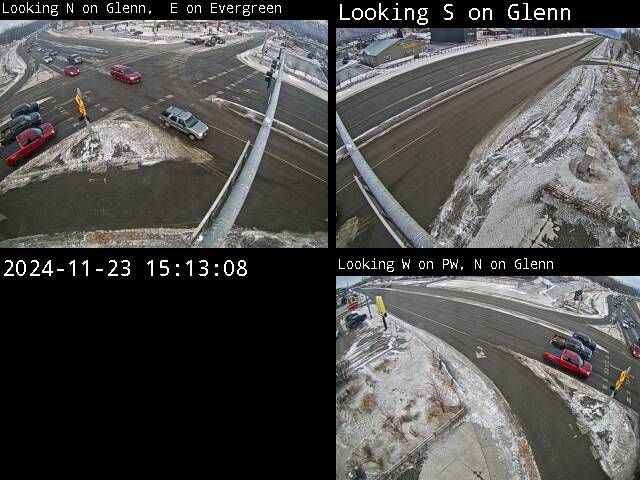 Looking N on Glenn,  E on Evergreen
Looking S on Glenn
2024-11-23 15:13:08
Looking W on PW, N on Glenn